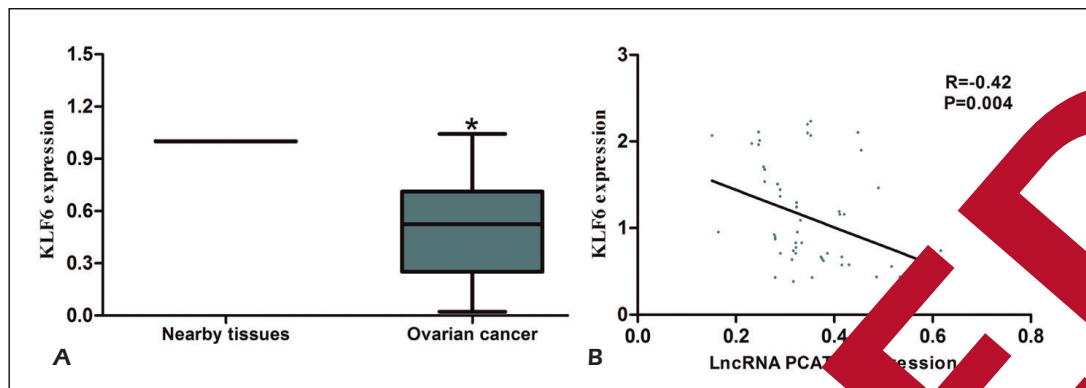 1.5
1.2
0.9
0.6
0.3
0.0
KLF6 expression
*
Nearby tissues
Ovarian cancer
A
3
2
1
0
KLF6 expression
R=-0.42
P=0.004
0.0
0.2
0.4
0.6
0.8
LncRNA expression
B